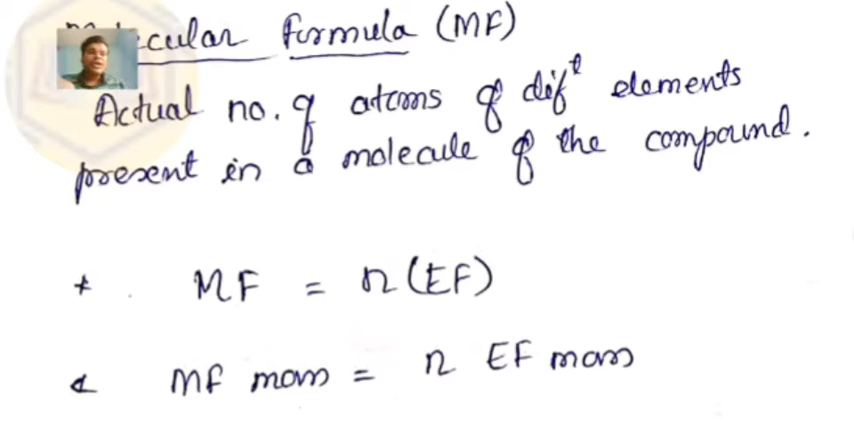 cular formula (MF)
Actual no. of atoms of difᵗ elements
present in a molecule of the compound.
* MF = n (EF)
& MF mass = n EF mass